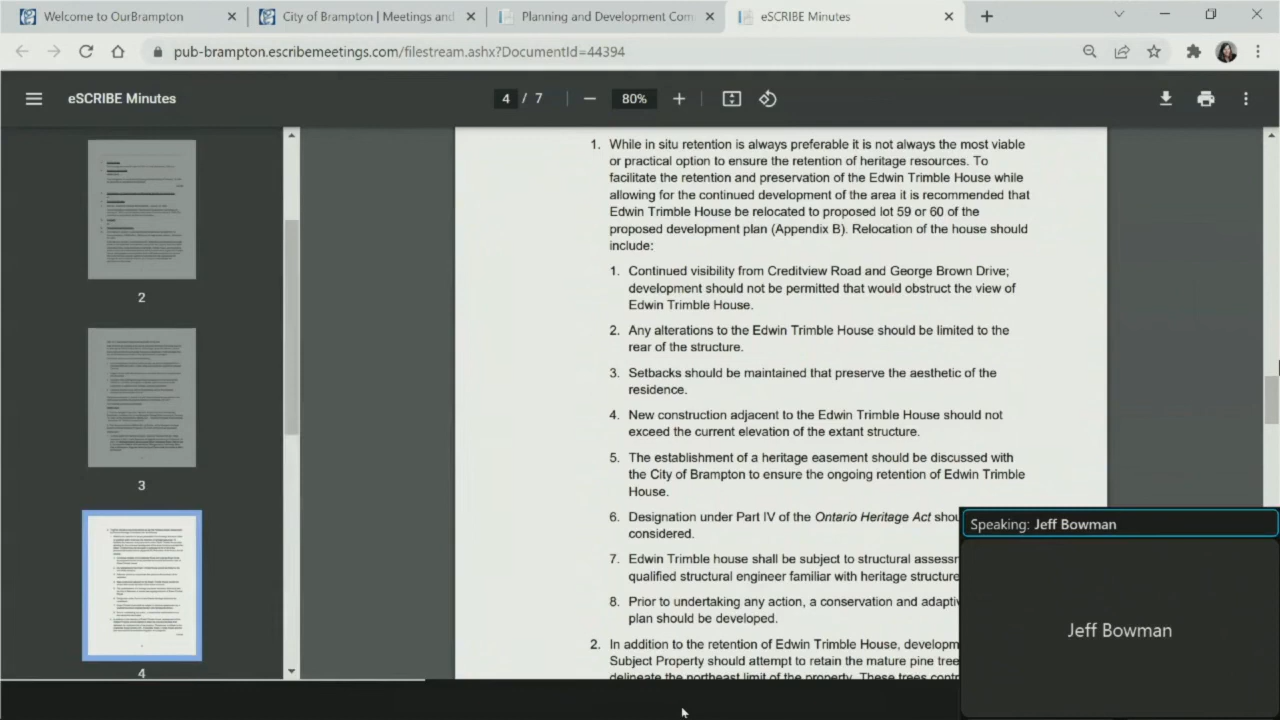 Welcome to OurBrampton
City of Brampton | Meetings and
Planning and Development Com
eSCRIBE Minutes
pub-brampton.escribemeetings.com/filestream.ashx?DocumentId=44394
eSCRIBE Minutes
4 / 7
80%
2
3
4
1. While in situ retention is always preferable it is not always the most viable
or practical option to ensure the retention of heritage resources. To
facilitate the retention and preservation of the Edwin Trimble House while
allowing for the continued development of the area it is recommended that
Edwin Trimble House be relocated to proposed lot 59 or 60 of the
proposed development plan (Appendix B). Relocation of the house should
include:
1. Continued visibility from Creditview Road and George Brown Drive;
development should not be permitted that would obstruct the view of
Edwin Trimble House.
2. Any alterations to the Edwin Trimble House should be limited to the
rear of the structure.
3. Setbacks should be maintained that preserve the aesthetic of the
residence.
4. New construction adjacent to the Edwin Trimble House should not
exceed the current elevation of the extant structure.
5. The establishment of a heritage easement should be discussed with
the City of Brampton to ensure the ongoing retention of Edwin Trimble
House.
6. Designation under Part IV of the Ontario Heritage Act shou
considered.
7. Edwin Trimble house shall be subject to structural assessm
qualified structural engineer familiar with heritage structure
8. Prior to undertaking any action, a conservation and adaptiv
plan should be developed.
2. In addition to the retention of Edwin Trimble House, developm
Subject Property should attempt to retain the mature pine tree
delineate the northeast limit of the property. These trees contr
Speaking: Jeff Bowman
Jeff Bowman